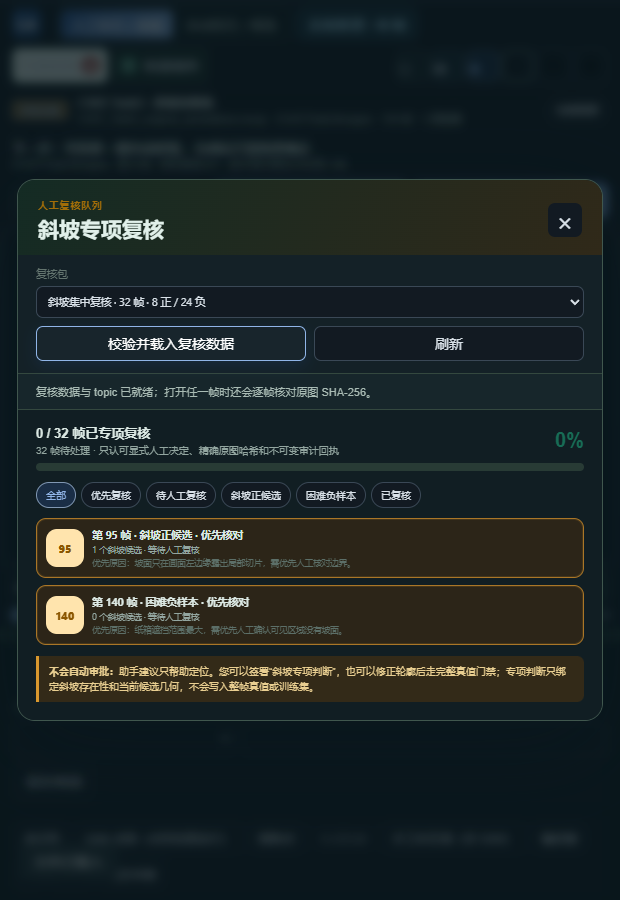 人工复核队列
斜坡专项复核
复核包
斜坡集中复核 · 32 帧 · 8 正 / 24 负
校验并载入复核数据
刷新
复核数据与 topic 已就绪；打开任一帧时还会逐帧核对原图 SHA-256。
0 / 32 帧已专项复核
0%
32 帧待处理 · 只认可显式人工决定、精确原图哈希和不可变审计回执
全部
优先复核
待人工复核
斜坡正候选
困难负样本
已复核
95
第 95 帧 · 斜坡正候选 · 优先核对
1 个斜坡候选 · 等待人工复核
优先原因：坡面只在画面左边缘露出局部切片，需优先人工核对边界。
140
第 140 帧 · 困难负样本 · 优先核对
0 个斜坡候选 · 等待人工复核
优先原因：纸箱遮挡范围最大，需优先人工确认可见区域没有坡面。
不会自动审批：助手建议只帮助定位。您可以签署“斜坡专项判断”，也可以修正轮廓后走完整真值门禁；专项判断只绑
定斜坡存在性和当前候选几何，不会写入整帧真值或训练集。